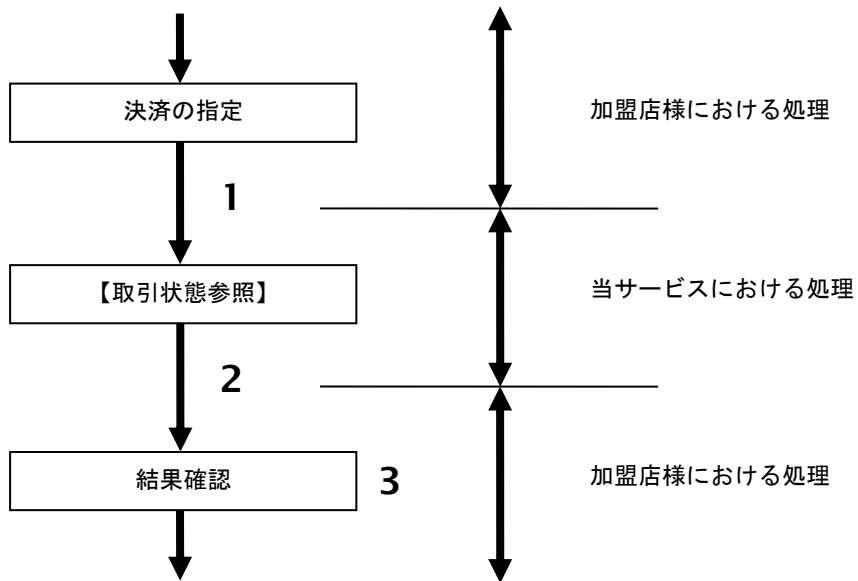 決済の指定
加盟店様における処理
1
【取引状態参照】
当サービスにおける処理
2
結果確認
3
加盟店様における処理